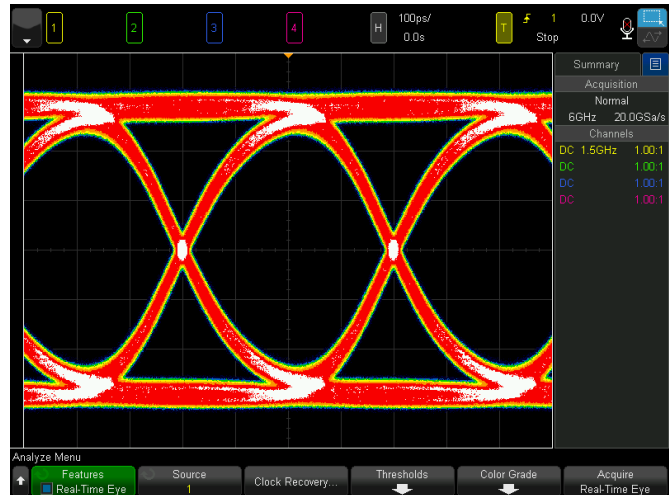 1 2 3 4 H 100ps/ 0.0s T 1 0.0V Stop
Summary
Acquisition
Normal
6GHz 20.0GSa/s
Channels
DC 1.5GHz 1.00:1
DC 1.00:1
DC 1.00:1
DC 1.00:1
Analyze Menu
Features Source Clock Recovery... Thresholds Color Grade Acquire
Real-Time Eye 1 Real-Time Eye